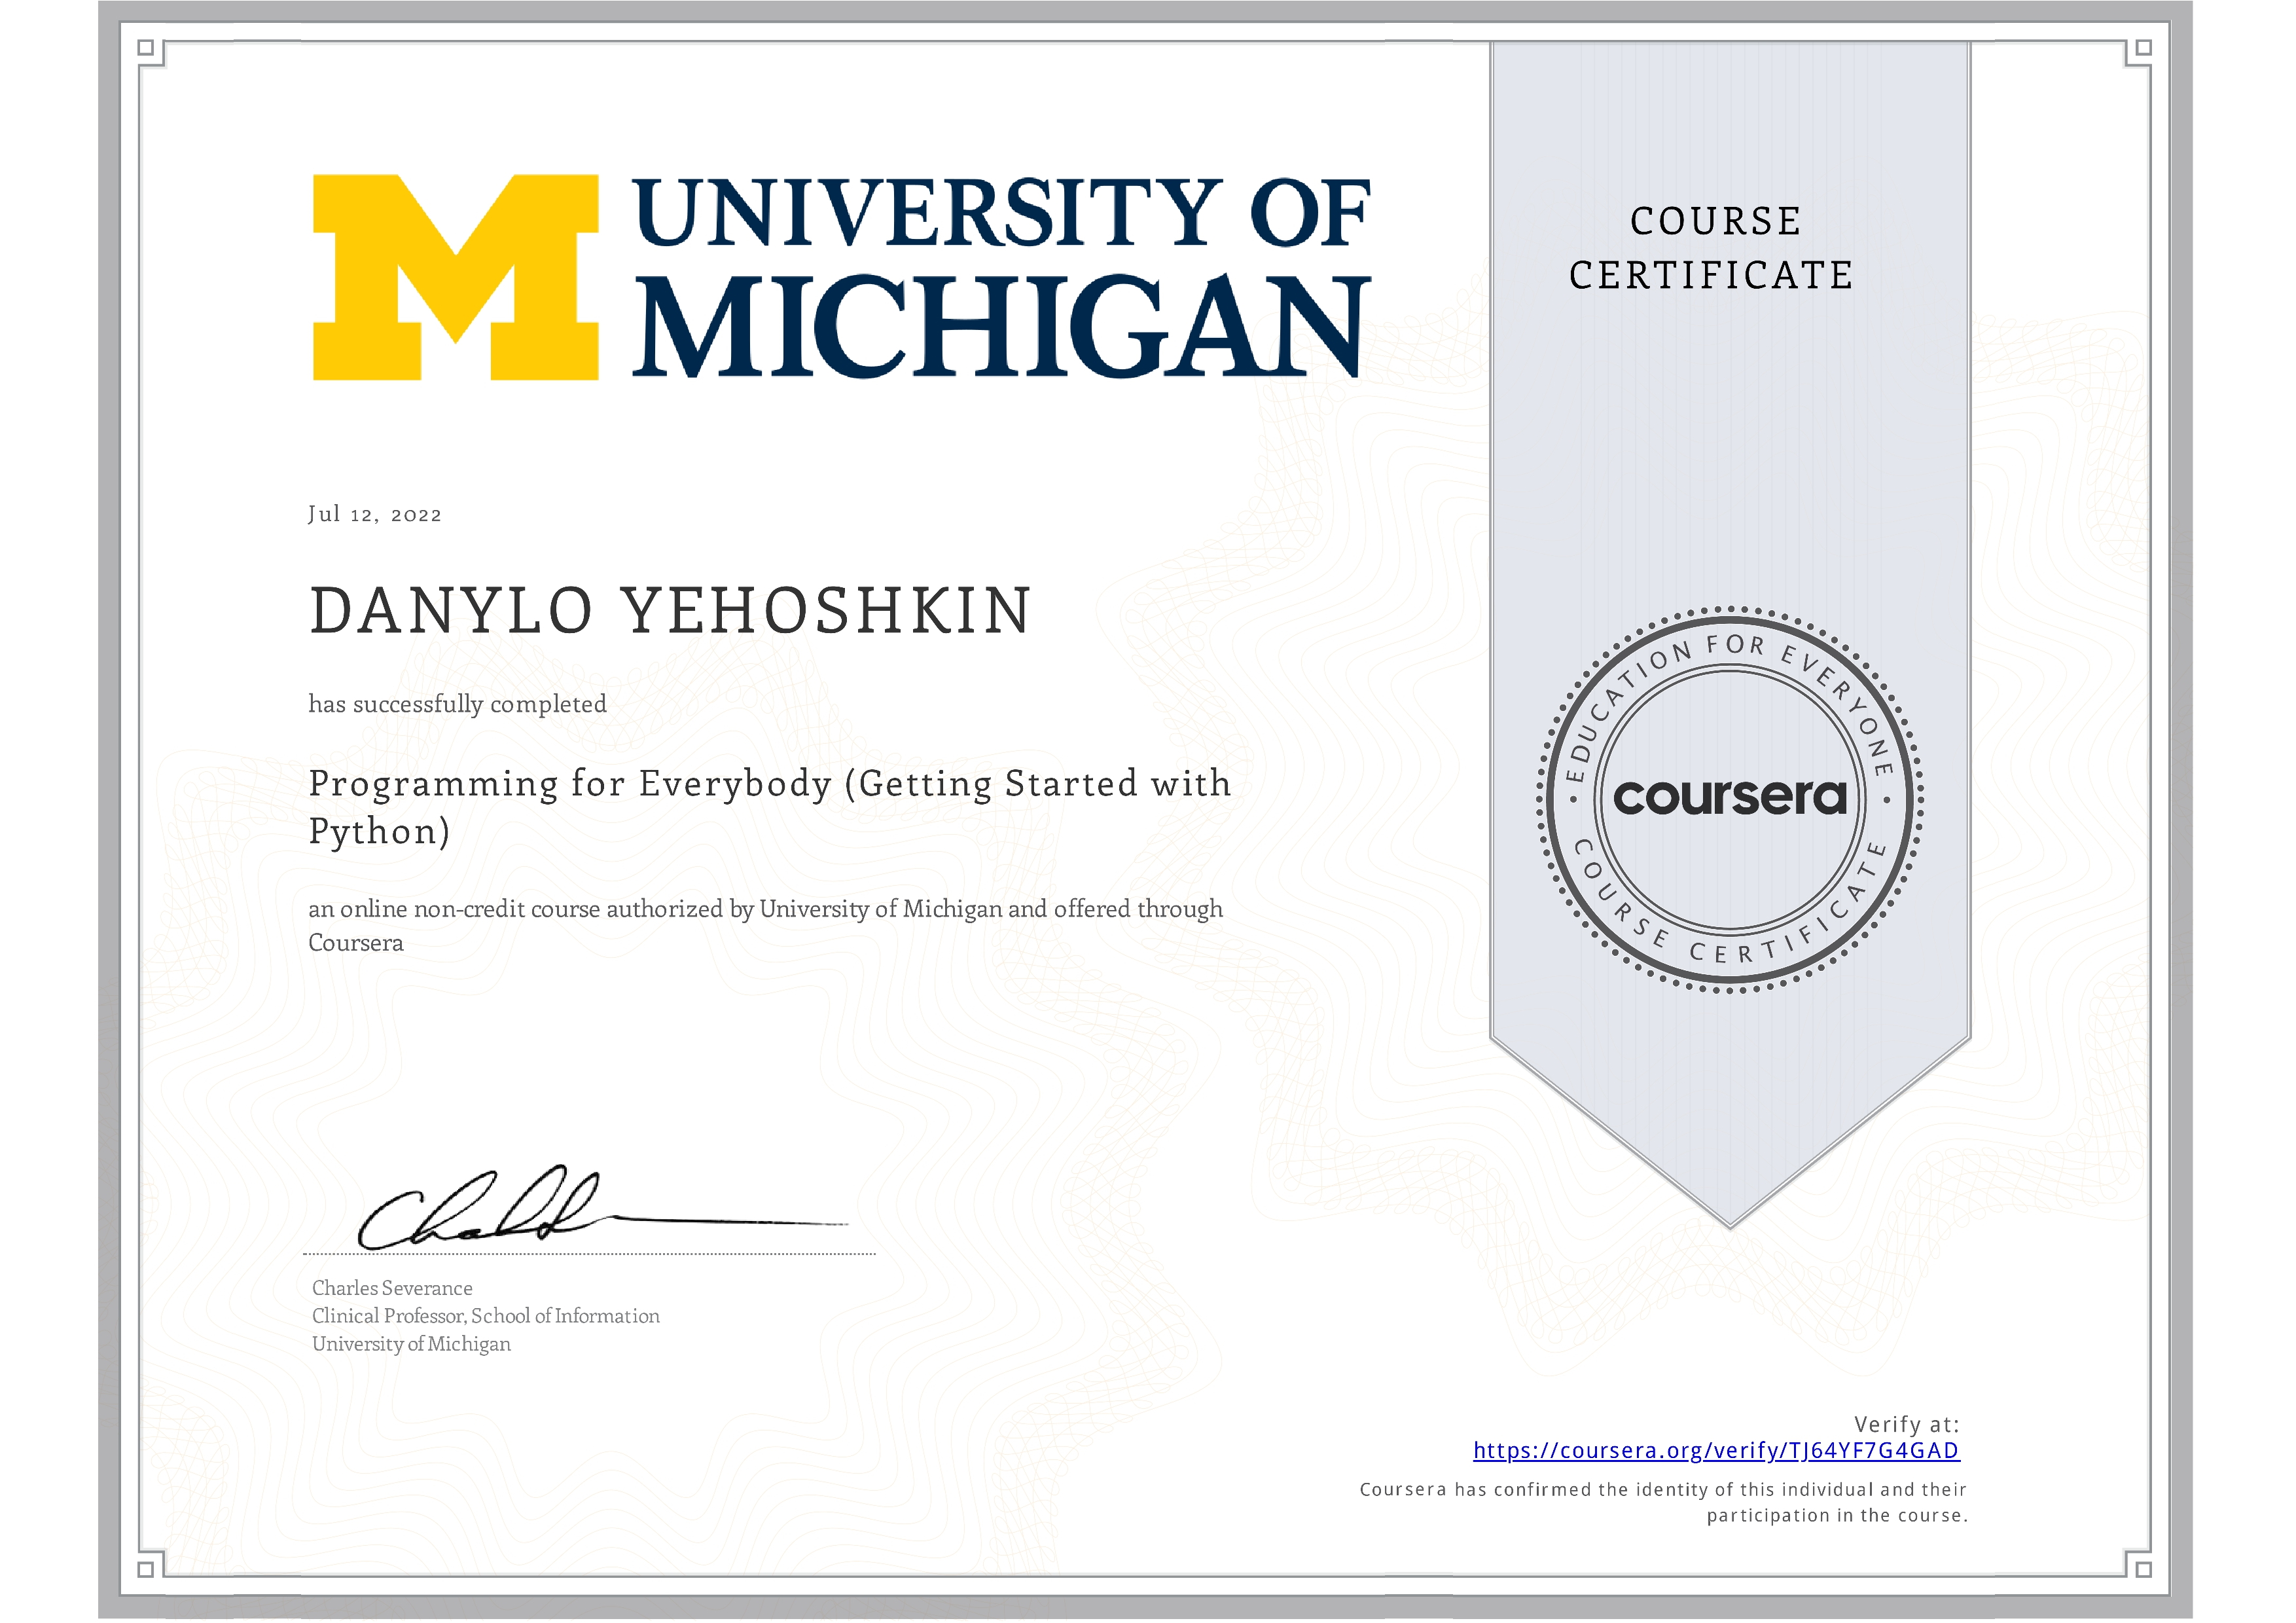 UNIVERSITY OF
MICHIGAN
COURSE
CERTIFICATE
Jul 12, 2022
DANYLO YEHOSHKIN
has successfully completed
Programming for Everybody (Getting Started with
Python)
an online non-credit course authorized by University of Michigan and offered through
Coursera
EDUCATION FOR EVERYONE
coursera
COURSE CERTIFICATE
Charles Severance
Clinical Professor, School of Information
University of Michigan
Verify at:
https://coursera.org/verify/TJ64YF7G4GAD
Coursera has confirmed the identity of this individual and their
participation in the course.